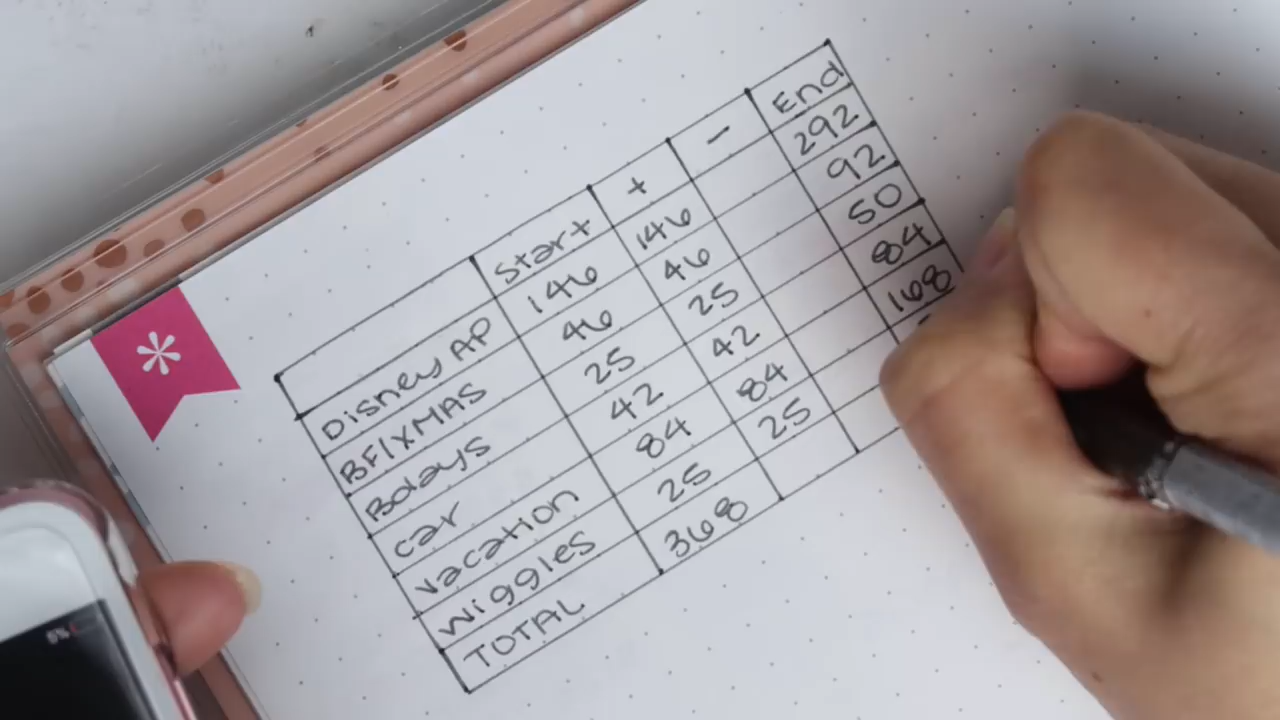 Start + − End
Disney AP 146 146 292
BF/XMAS 46 46 92
Bdays 25 25 50
car 42 42 84
vacation 84 84 168
wiggles 25 25
TOTAL 368